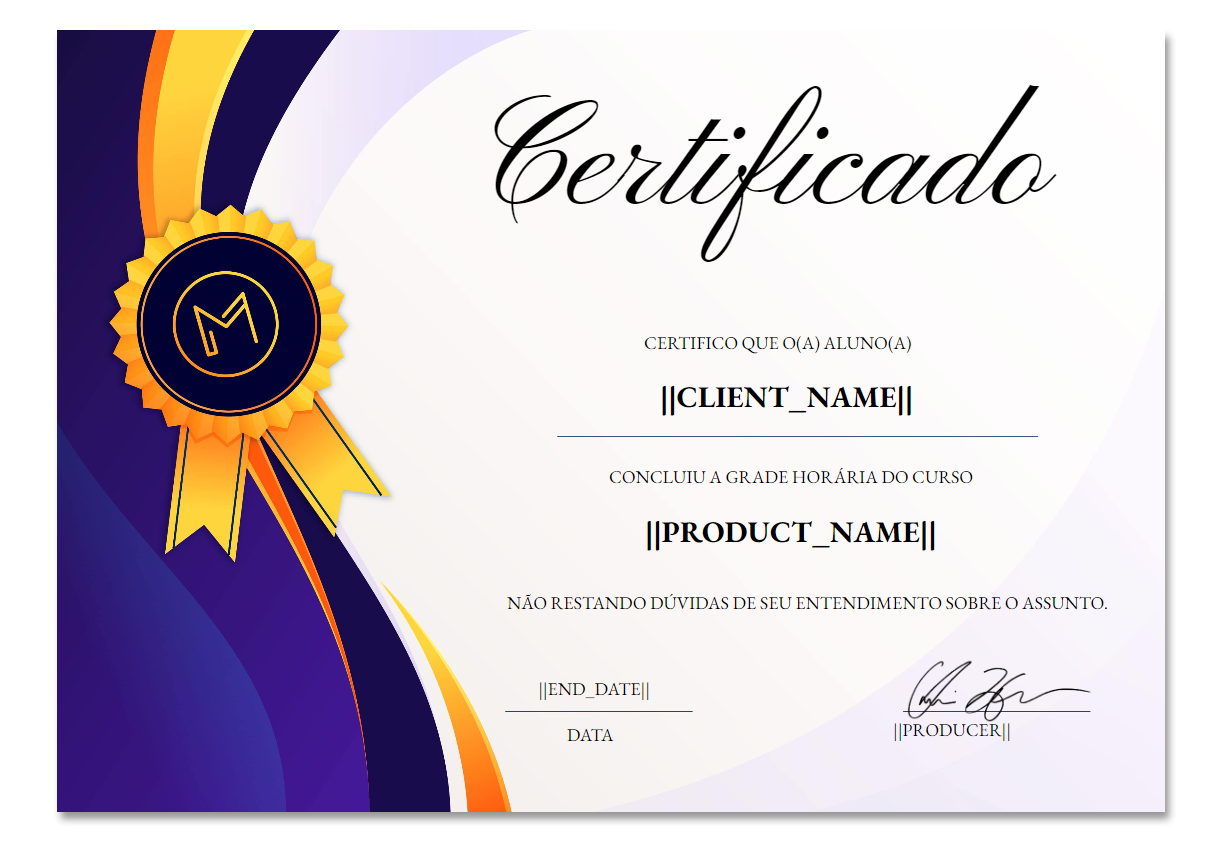 Certificado
CERTIFICO QUE O(A) ALUNO(A)
||CLIENT_NAME||
CONCLUIU A GRADE HORÁRIA DO CURSO
||PRODUCT_NAME||
NÃO RESTANDO DÚVIDAS DE SEU ENTENDIMENTO SOBRE O ASSUNTO.
||END_DATE||
DATA
||PRODUCER||